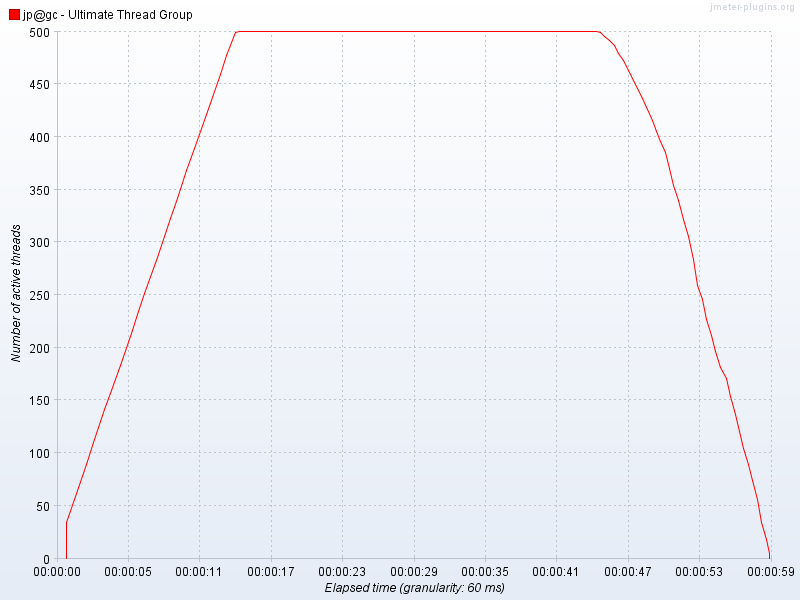 jp@gc - Ultimate Thread Group
jmeter-plugins.org
500
450
400
350
300
250
200
150
100
50
0
Number of active threads
00:00:00 00:00:05 00:00:11 00:00:17 00:00:23 00:00:29 00:00:35 00:00:41 00:00:47 00:00:53 00:00:59
Elapsed time (granularity: 60 ms)